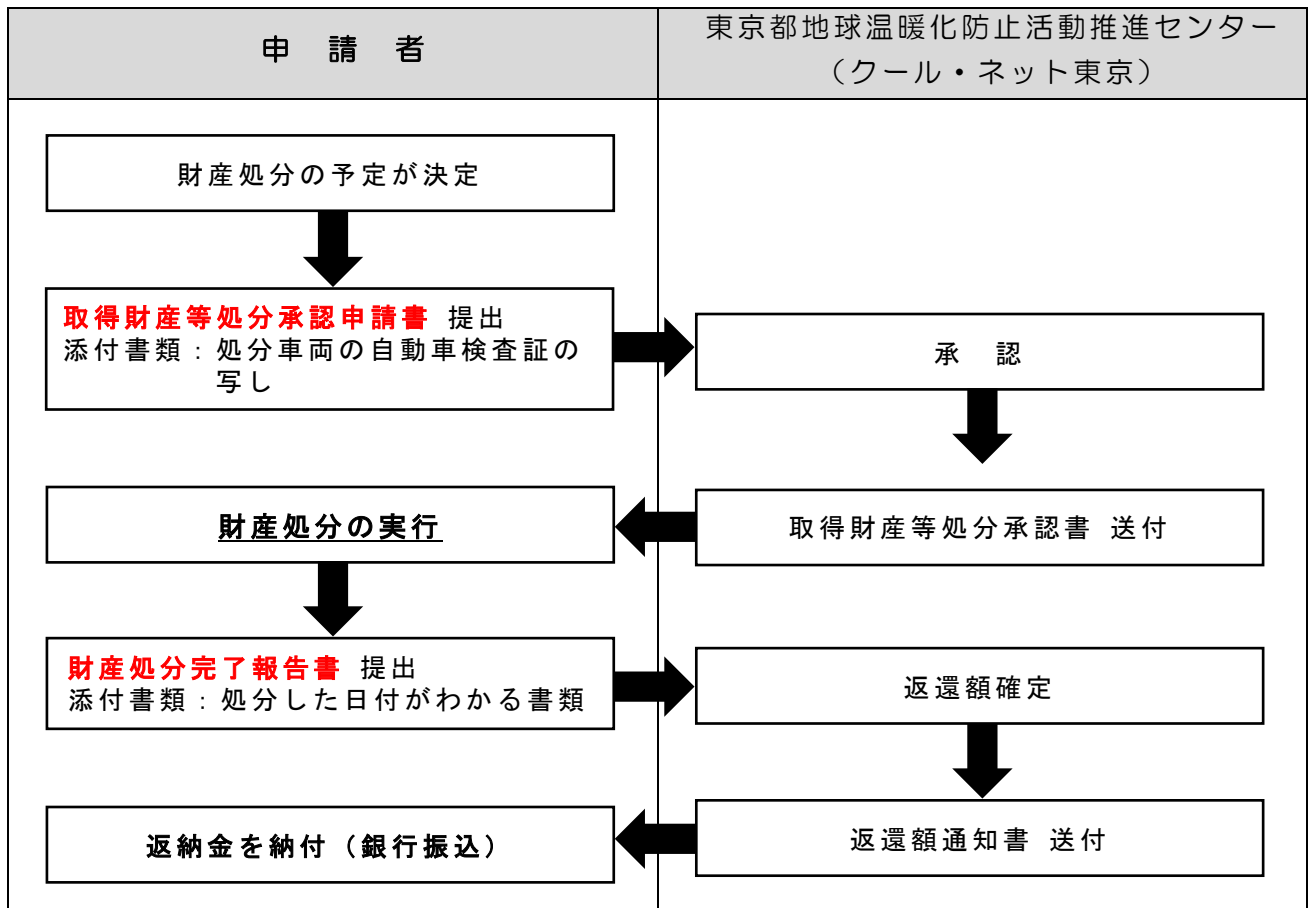 申　請　者
東京都地球温暖化防止活動推進センター
（クール・ネット東京）
財産処分の予定が決定
取得財産等処分承認申請書 提出
添付書類：処分車両の自動車検査証の
写し
承　認
取得財産等処分承認書 送付
財産処分の実行
財産処分完了報告書 提出
添付書類：処分した日付がわかる書類
返還額確定
返還額通知書 送付
返納金を納付（銀行振込）